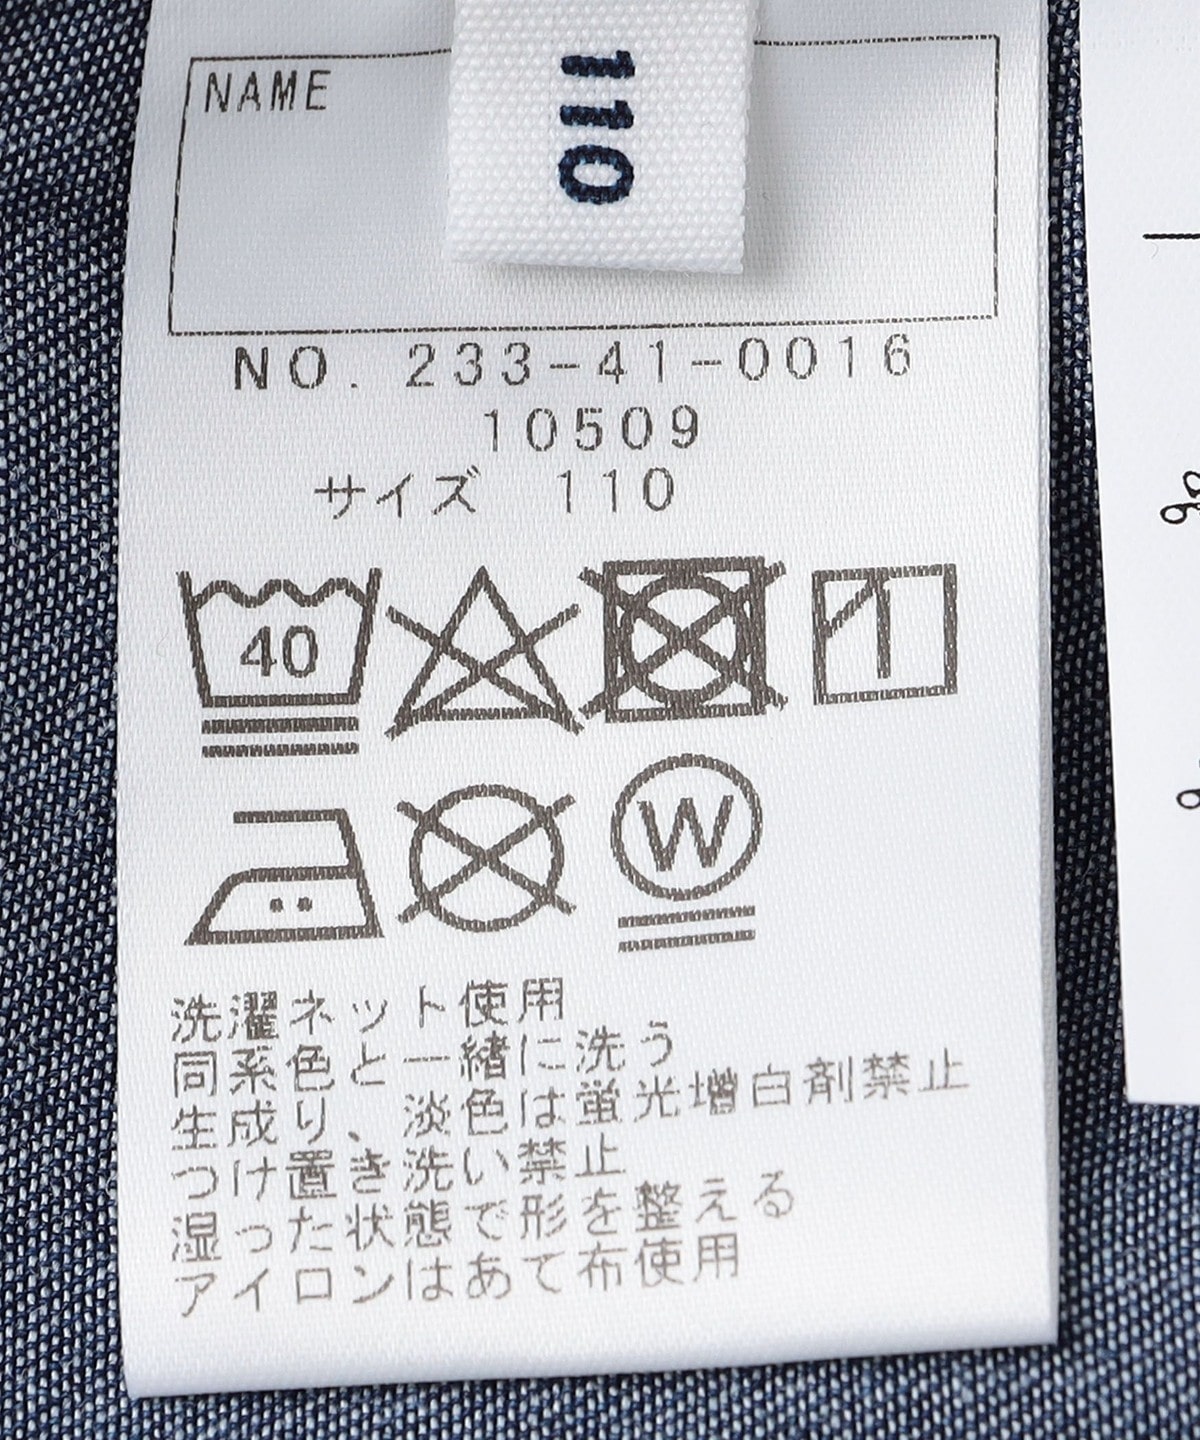 110
NAME
NO. 233-41-0016
10509
サイズ 110
40
W
洗濯ネット使用
同系色と一緒に洗う
生成り、淡色は蛍光増白剤禁止
つけ置き洗い禁止
湿った状態で形を整える
アイロンはあて布使用